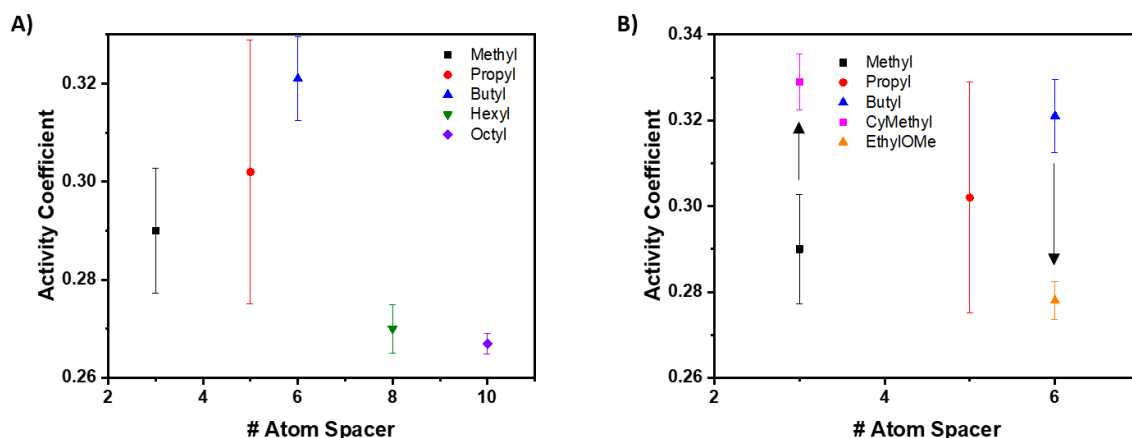 A)
Activity Coefficient
0.32
0.30
0.28
0.26
2
4
6
8
10
# Atom Spacer
Methyl
Propyl
Butyl
Hexyl
Octyl
B)
Activity Coefficient
0.34
0.32
0.30
0.28
0.26
2
4
6
# Atom Spacer
Methyl
Propyl
Butyl
CyMethyl
EthylOMe